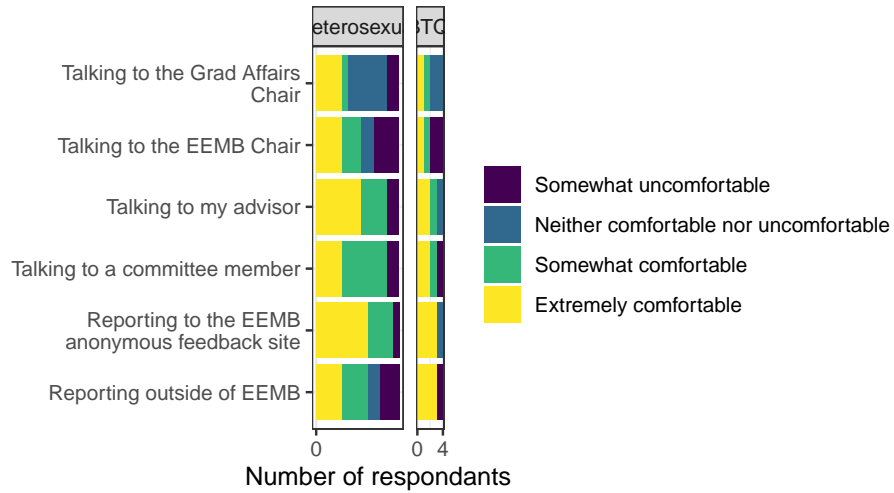 eterosexu
BTQ
Talking to the Grad Affairs
Chair
Talking to the EEMB Chair
Talking to my advisor
Talking to a committee member
Reporting to the EEMB
anonymous feedback site
Reporting outside of EEMB
0
0 4
Number of respondants
Somewhat uncomfortable
Neither comfortable nor uncomfortable
Somewhat comfortable
Extremely comfortable